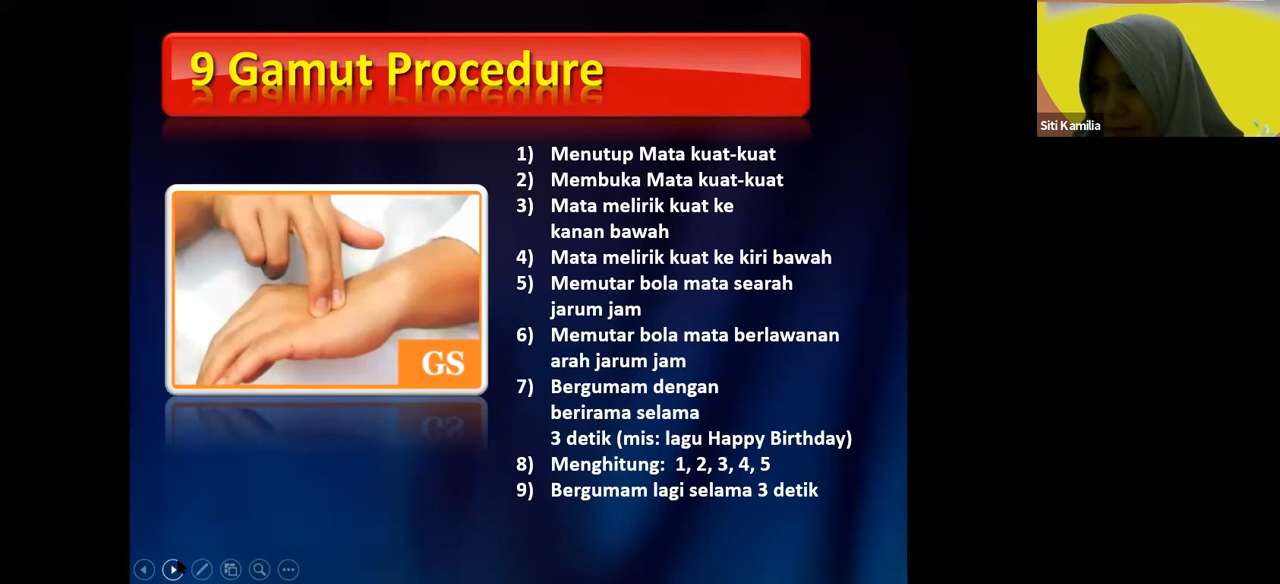 9 Gamut Procedure
Siti Kamilia
1) Menutup Mata kuat-kuat
2) Membuka Mata kuat-kuat
3) Mata melirik kuat ke
kanan bawah
4) Mata melirik kuat ke kiri bawah
5) Memutar bola mata searah
jarum jam
6) Memutar bola mata berlawanan
arah jarum jam
7) Bergumam dengan
berirama selama
3 detik (mis: lagu Happy Birthday)
8) Menghitung: 1, 2, 3, 4, 5
9) Bergumam lagi selama 3 detik
GS